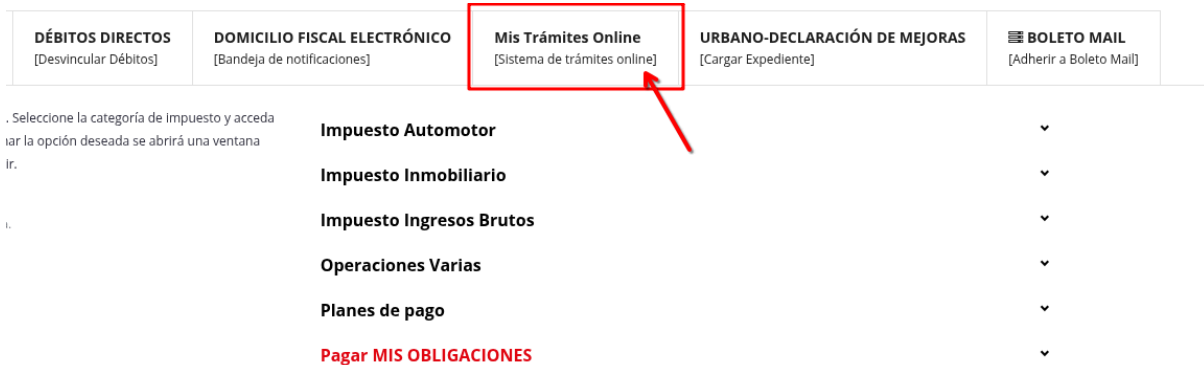 DÉBITOS DIRECTOS
[Desvincular Débitos]
DOMICILIO FISCAL ELECTRÓNICO
[Bandeja de notificaciones]
Mis Trámites Online
[Sistema de trámites online]
URBANO-DECLARACIÓN DE MEJORAS
[Cargar Expediente]
BOLETO MAIL
[Adherir a Boleto Mail]
. Seleccione la categoría de impuesto y acceda
ar la opción deseada se abrirá una ventana
ir.
Impuesto Automotor
Impuesto Inmobiliario
Impuesto Ingresos Brutos
Operaciones Varias
Planes de pago
Pagar MIS OBLIGACIONES